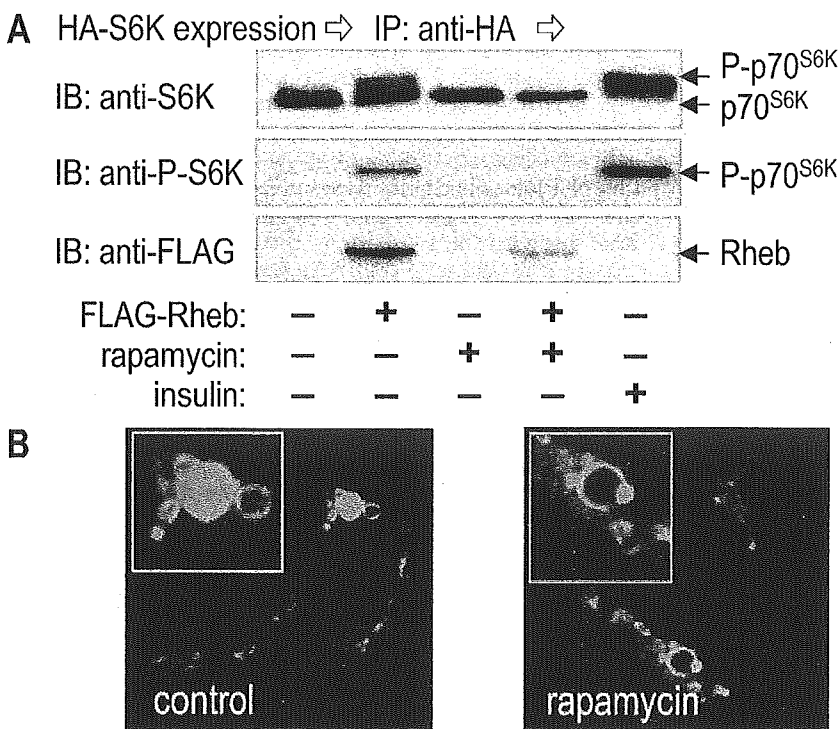 A HA-S6K expression ⇨ IP: anti-HA ⇨
IB: anti-S6K
P-p70S6K
p70S6K
IB: anti-P-S6K
P-p70S6K
IB: anti-FLAG
Rheb
FLAG-Rheb: – + – + –
rapamycin: – – + + –
insulin: – – – – +
B
control
rapamycin